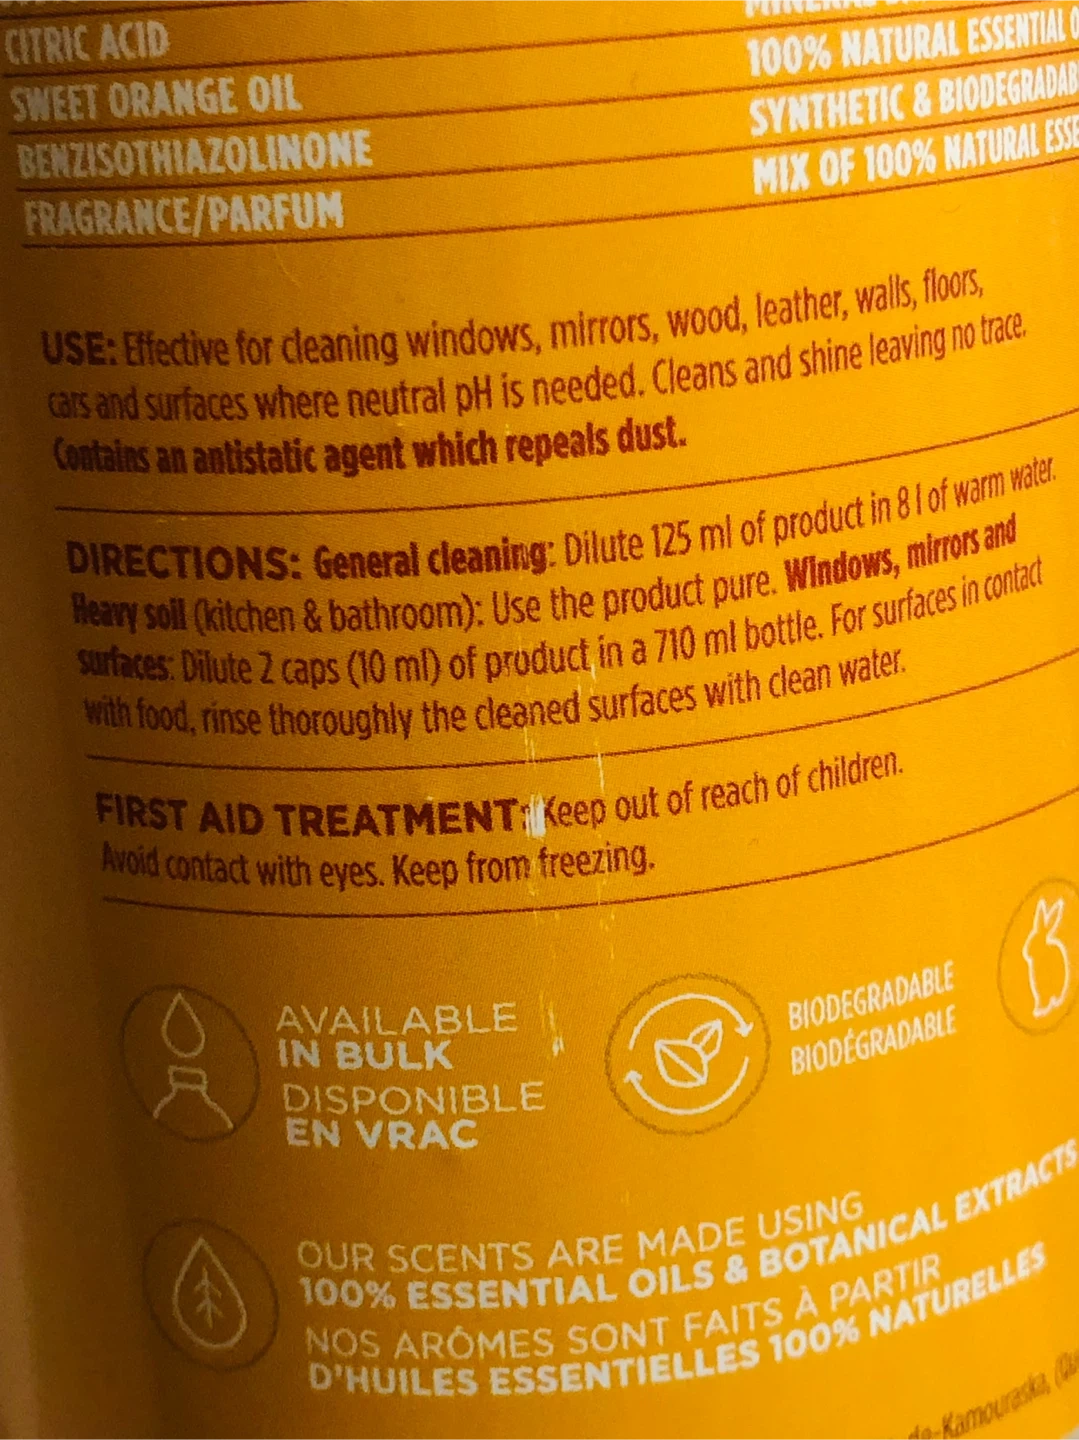 CITRIC ACID
100% NATURAL ESSENTIAL
SWEET ORANGE OIL
SYNTHETIC &
BENZISOTHIAZOLINONE
MIX OF 100% NATURAL
FRAGRANCE/PARFUM
USE: Effective for cleaning windows, mirrors, wood, leather, walls, floors,
cars and surfaces where neutral pH is needed. Cleans and shine leaving no trace.
Contains an antistatic agent which repeals dust.
DIRECTIONS: General cleaning: Dilute 125 ml of product in 8 l of warm water.
Heavy soil (kitchen & bathroom): Use the product pure. Windows, mirrors and
surfaces: Dilute 2 caps (10 ml) of product in a 710 ml bottle. For surfaces in contact
with food, rinse thoroughly the cleaned surfaces with clean water.
FIRST AID TREATMENT: Keep out of reach of children.
Avoid contact with eyes. Keep from freezing.
AVAILABLE
IN BULK
DISPONIBLE
EN VRAC
BIODEGRADABLE
BIODÉGRADABLE
OUR SCENTS ARE MADE USING
100% ESSENTIAL OILS & BOTANICAL EXTRACTS
NOS ARÔMES SONT FAITS À PARTIR
D'HUILES ESSENTIELLES 100% NATURELLES
de-Kamouraska,